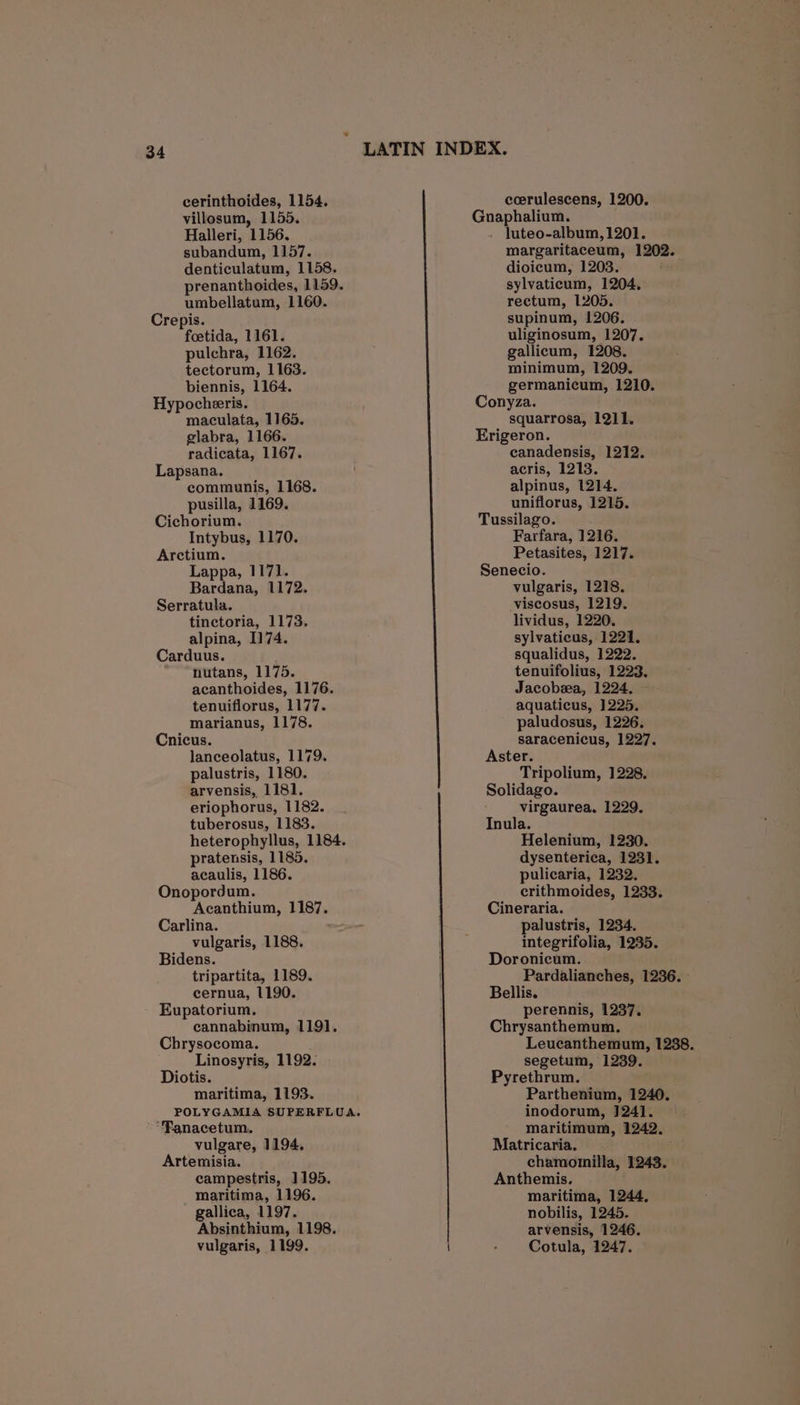 34
LATIN INDEX.
cerinthoides, 1154.
villosum, 1155.
Halleri, 1156.
subandum, 1157.
denticulatum, 1158.
prenanthoides, 1159.
umbellatum, 1160.
Crepis.
fœtida, 1161.
pulchra, 1162.
tectorum, 1163.
biennis, 1164.
Hypochæris.
maculata, 1165.
glabra, 1166.
radicata, 1167.
Lapsana.
communis, 1168.
pusilla, 1169.
Cichorium.
Intybus, 1170.
Arctium.
Lappa, 1171.
Bardana, 1172.
Serratula.
tinctoria, 1173.
alpina, 1174.
Carduus.
nutans, 1175.
acanthoides, 1176.
tenuiflorus, 1177.
marianus, 1178.
Cnicus.
lanceolatus, 1179.
palustris, 1180.
arvensis, 1181.
eriophorus, 1182.
tuberosus, 1183.
heterophyllus, 1184.
pratensis, 1185.
acaulis, 1186.
Onopordum.
Acanthium, 1187.
Carlina.
vulgaris, 1188.
Bidens.
tripartita, 1189.
cernua, 1190.
Eupatorium.
cannabinum, 1191.
Chrysocoma.
Linosyris, 1192.
Diotis.
maritima, 1193.
POLYGAMIA SUPERFLUA.
Tanacetum.
vulgare, 1194.
Artemisia.
campestris, 1195.
maritima, 1196.
gallica, 1197.
Absinthium, 1198.
vulgaris, 1199.
cœrulescens, 1200.
Gnaphalium.
luteo-album, 1201.
margaritaceum, 1202.
dioicum, 1203.
sylvaticum, 1204.
rectum, 1205.
supinum, 1206.
uliginosum, 1207.
gallicum, 1208.
minimum, 1209.
germanicum, 1210.
Conyza.
squarrosa, 1211.
Erigeron.
canadensis, 1212.
acris, 1213.
alpinus, 1214.
uniflorus, 1215.
Tussilago.
Farfara, 1216.
Petasites, 1217.
Senecio.
vulgaris, 1218.
viscosus, 1219.
lividus, 1220.
sylvaticus, 1221.
squalidus, 1222.
tenuifolius, 1223.
Jacobæa, 1224.
aquaticus, 1225.
paludosus, 1226.
saracenicus, 1227.
Aster.
Tripolium, 1228.
Solidago.
virgaurea. 1229.
Inula.
Helenium, 1230.
dysenterica, 1231.
pulicaria, 1232.
crithmoides, 1233.
Cineraria.
palustris, 1234.
integrifolia, 1235.
Doronicum.
Pardalianches, 1236.
Bellis.
perennis, 1237.
Chrysanthemum.
Leucanthemum, 1238.
segetum, 1239.
Pyrethrum.
Parthenium, 1240.
inodorum, 1241.
maritimum, 1242.
Matricaria.
chamomilla, 1243.
Anthemis.
maritima, 1244.
nobilis, 1245.
arvensis, 1246.
Cotula, 1247.